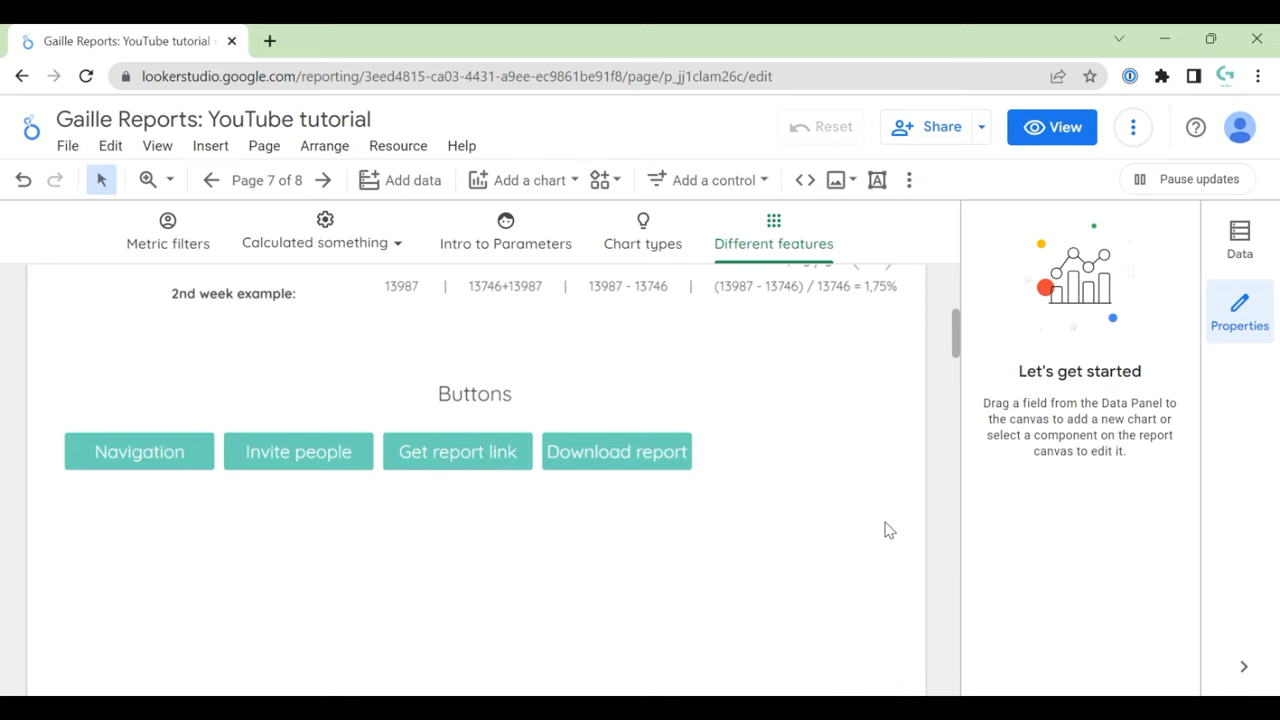 Gaille Reports: YouTube tutorial
lookerstudio.google.com/reporting/3eed4815-ca03-4431-a9ee-ec9861be91f8/page/p_jj1clam26c/edit
Gaille Reports: YouTube tutorial
Reset
Share
View
File Edit View Insert Page Arrange Resource Help
Page 7 of 8
Add data
Add a chart
Add a control
Pause updates
Metric filters
Calculated something
Intro to Parameters
Chart types
Different features
Data
Properties
2nd week example: 13987 | 13746+13987 | 13987 - 13746 | (13987 - 13746) / 13746 = 1,75%
Buttons
Navigation
Invite people
Get report link
Download report
Let's get started
Drag a field from the Data Panel to
the canvas to add a new chart or
select a component on the report
canvas to edit it.